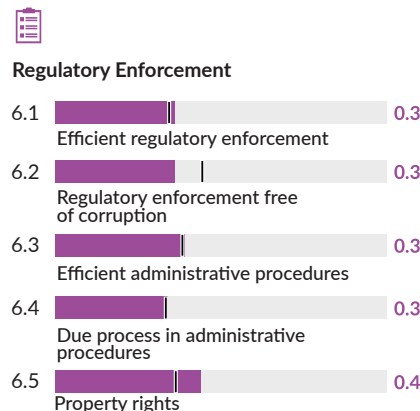 Regulatory Enforcement
6.1 0.3
Efficient regulatory enforcement
6.2 0.3
Regulatory enforcement free
of corruption
6.3 0.3
Efficient administrative procedures
6.4 0.3
Due process in administrative
procedures
6.5 0.4
Property rights